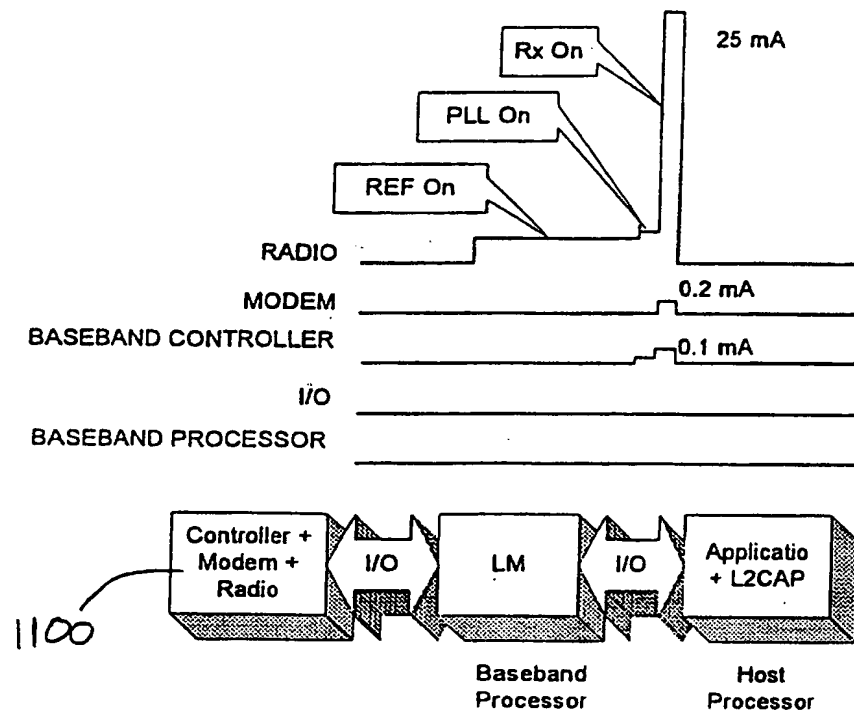 Rx On
25 mA
PLL On
REF On
RADIO
MODEM
0.2 mA
BASEBAND CONTROLLER
0.1 mA
I/O
BASEBAND PROCESSOR
Controller +
Modem +
Radio
I/O
LM
I/O
Applicatio
+ L2CAP
1100
Baseband
Processor
Host
Processor